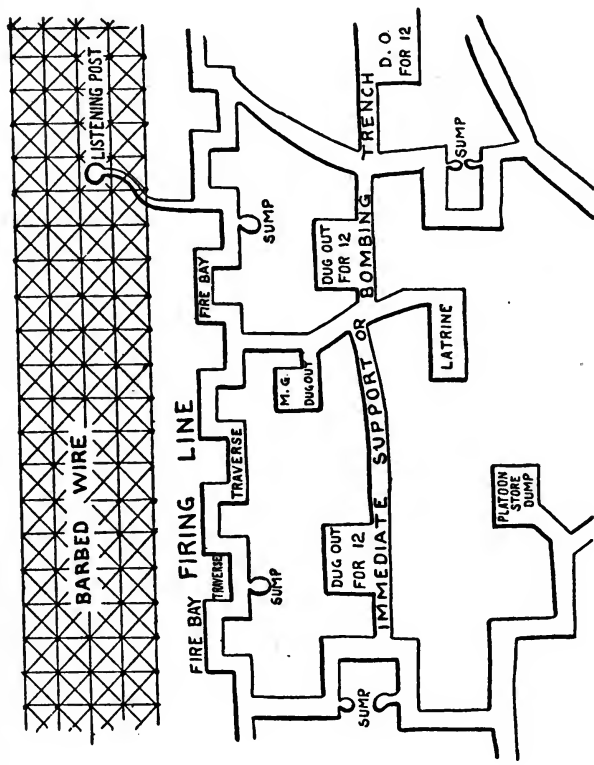 LISTENING POST
BARBED WIRE
FIRE BAY FIRING LINE
FIRE BAY
TRAVERSE
TRAVERSE
SUMP
SUMP
M. G.
DUGOUT
DUG OUT
FOR 12
DUG OUT
FOR 12
D. O.
FOR 12
IMMEDIATE SUPPORT OR BOMBING TRENCH
SUMP
SUMP
LATRINE
PLATOON
STORE
DUMP